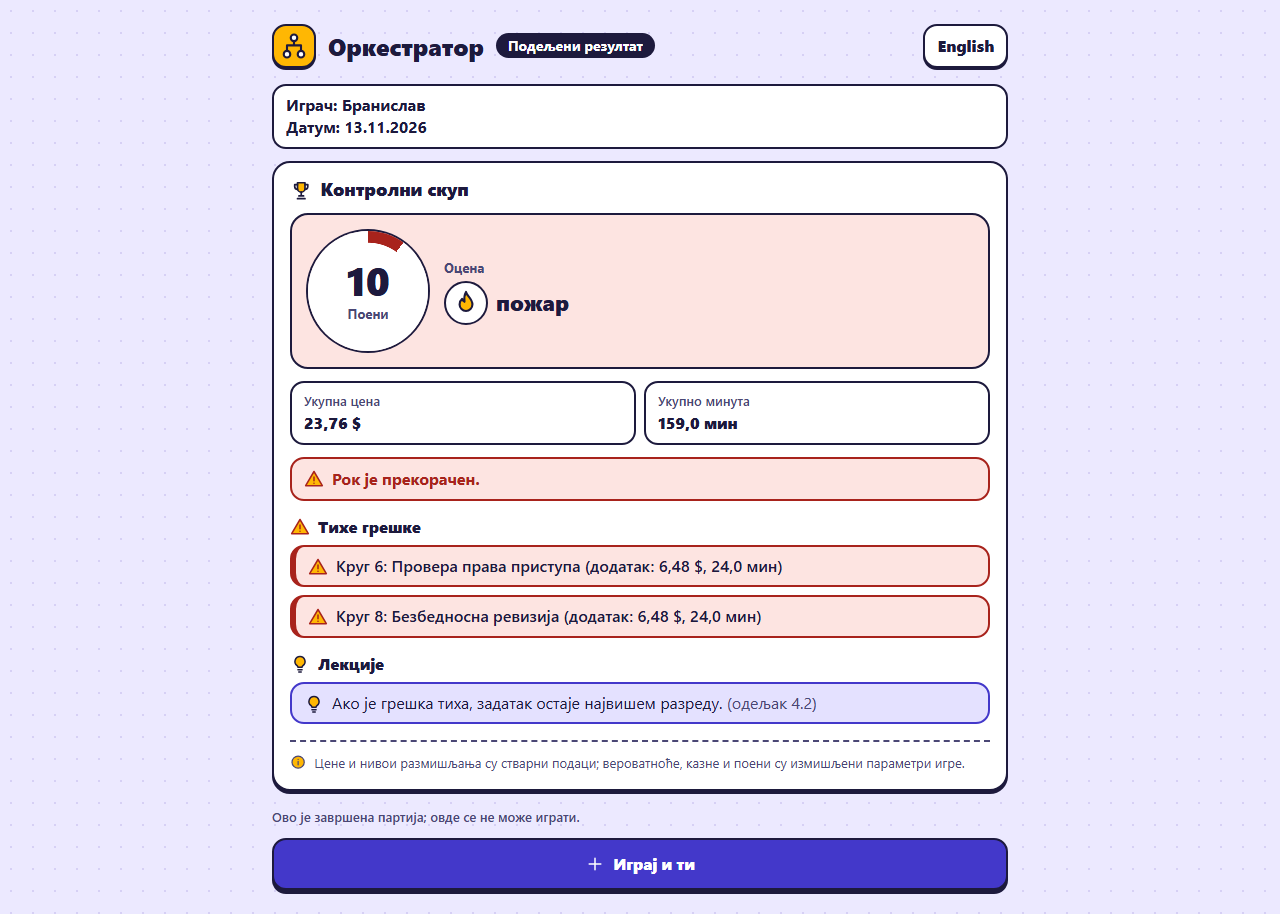 Оркестратор
Подељени резултат
English
Играч: Бранислав
Датум: 13.11.2026
Контролни скуп
10
Поени
Оцена
пожар
Укупна цена
23,76 $
Укупно минута
159,0 мин
Рок је прекорачен.
Тихе грешке
Круг 6: Провера права приступа (додатак: 6,48 $, 24,0 мин)
Круг 8: Безбедносна ревизија (додатак: 6,48 $, 24,0 мин)
Лекције
Ако је грешка тиха, задатак остаје највишем разреду. (одељак 4.2)
Цене и нивои размишљања су стварни подаци; вероватноће, казне и поени су измишљени параметри игре.
Ово је завршена партија; овде се не може играти.
Играј и ти